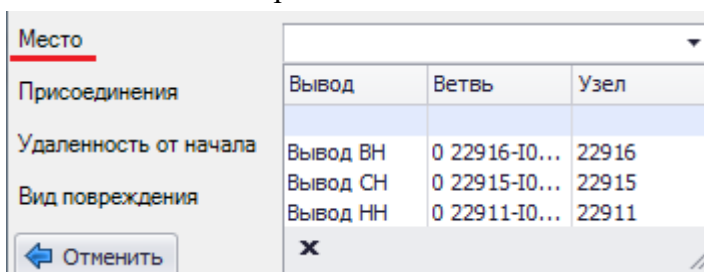 Место
Присоединения
Удаленность от начала
Вид повреждения
Отменить
Вывод Ветвь Узел
Вывод ВН 0 22916-I0... 22916
Вывод СН 0 22915-I0... 22915
Вывод НН 0 22911-I0... 22911
x